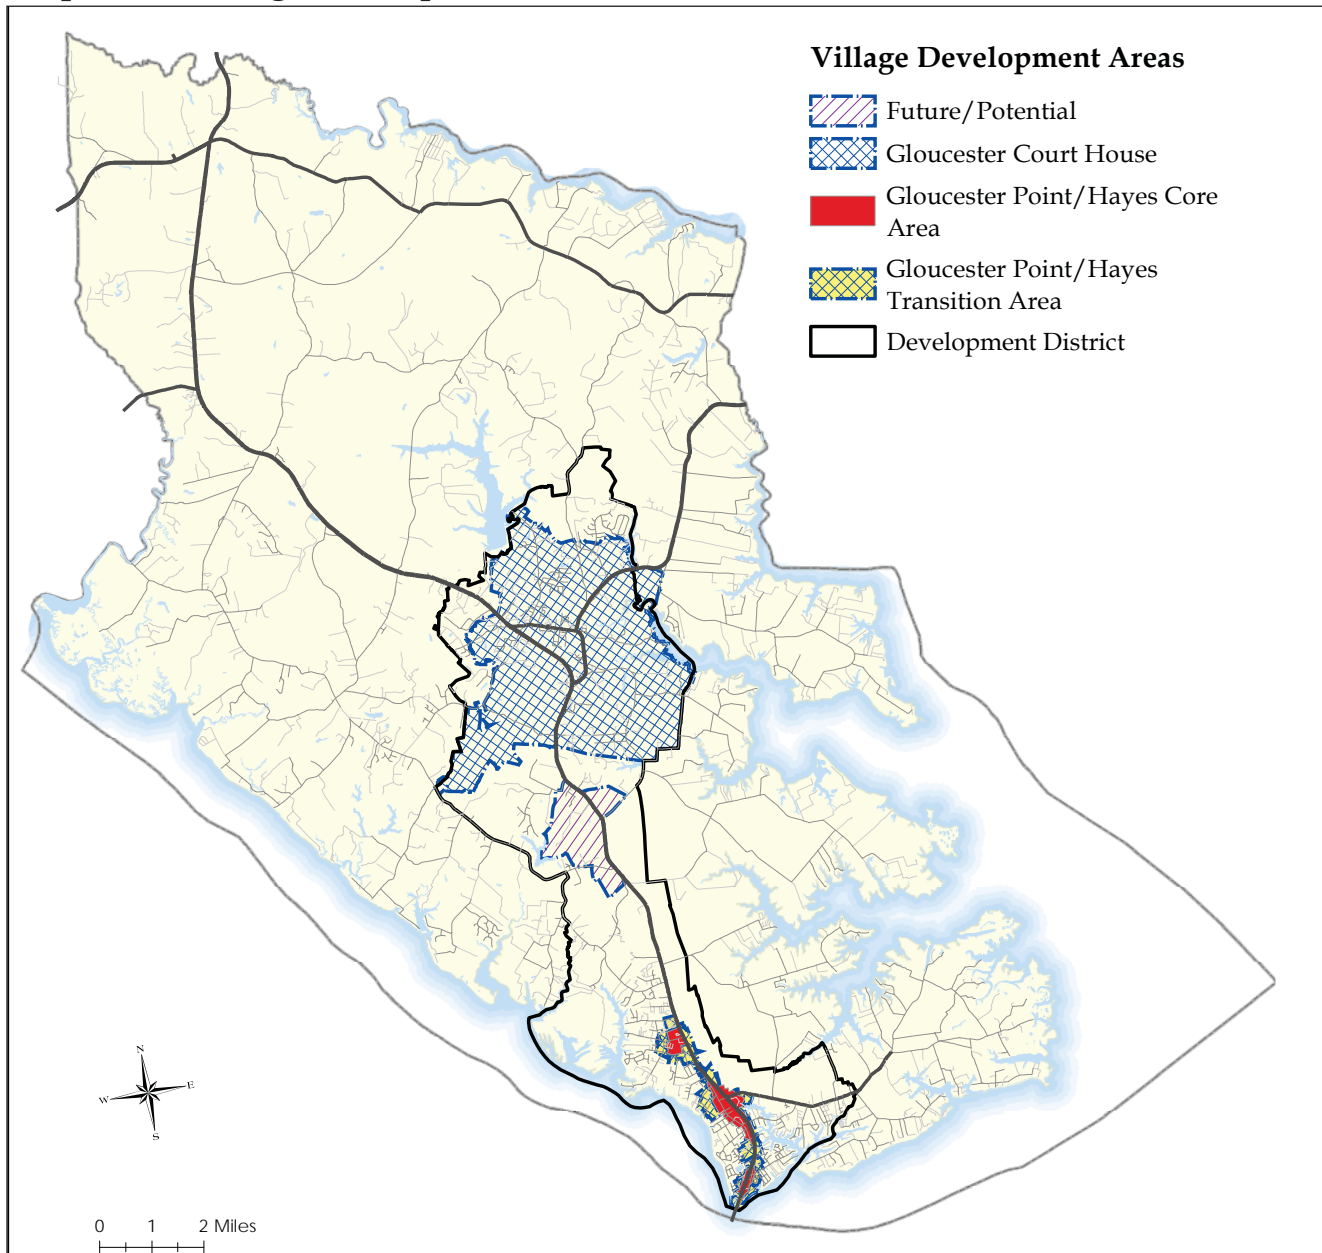 Village Development Areas
Future/Potential
Gloucester Court House
Gloucester Point/Hayes Core
Area
Gloucester Point/Hayes
Transition Area
Development District
N
W
E
S
0 1 2 Miles